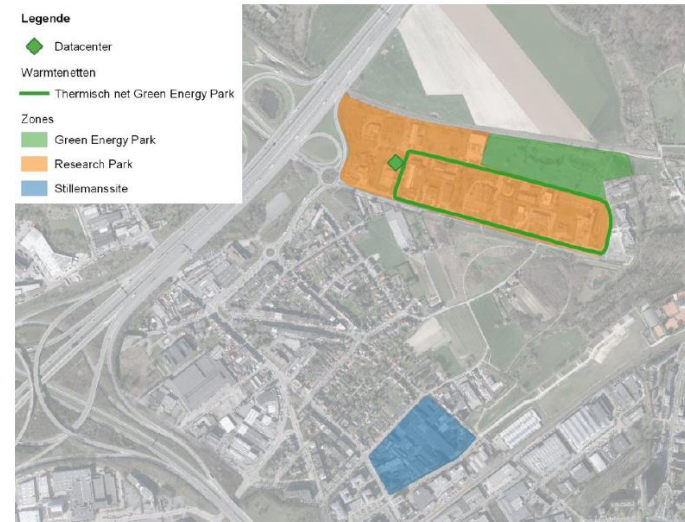 Legende
Datacenter
Warmtenetten
Thermisch net Green Energy Park
Zones
Green Energy Park
Research Park
Stillemanssite